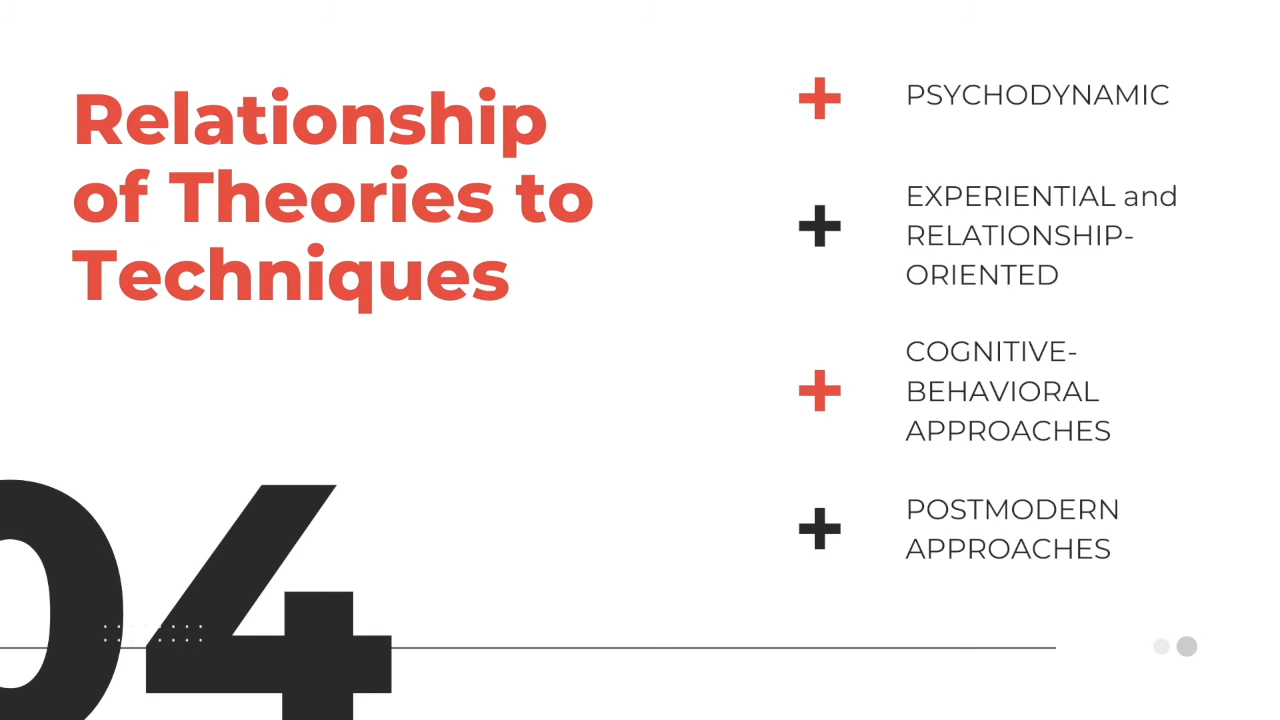 Relationship
of Theories to
Techniques
PSYCHODYNAMIC
EXPERIENTIAL and
RELATIONSHIP-
ORIENTED
COGNITIVE-
BEHAVIORAL
APPROACHES
POSTMODERN
APPROACHES
04